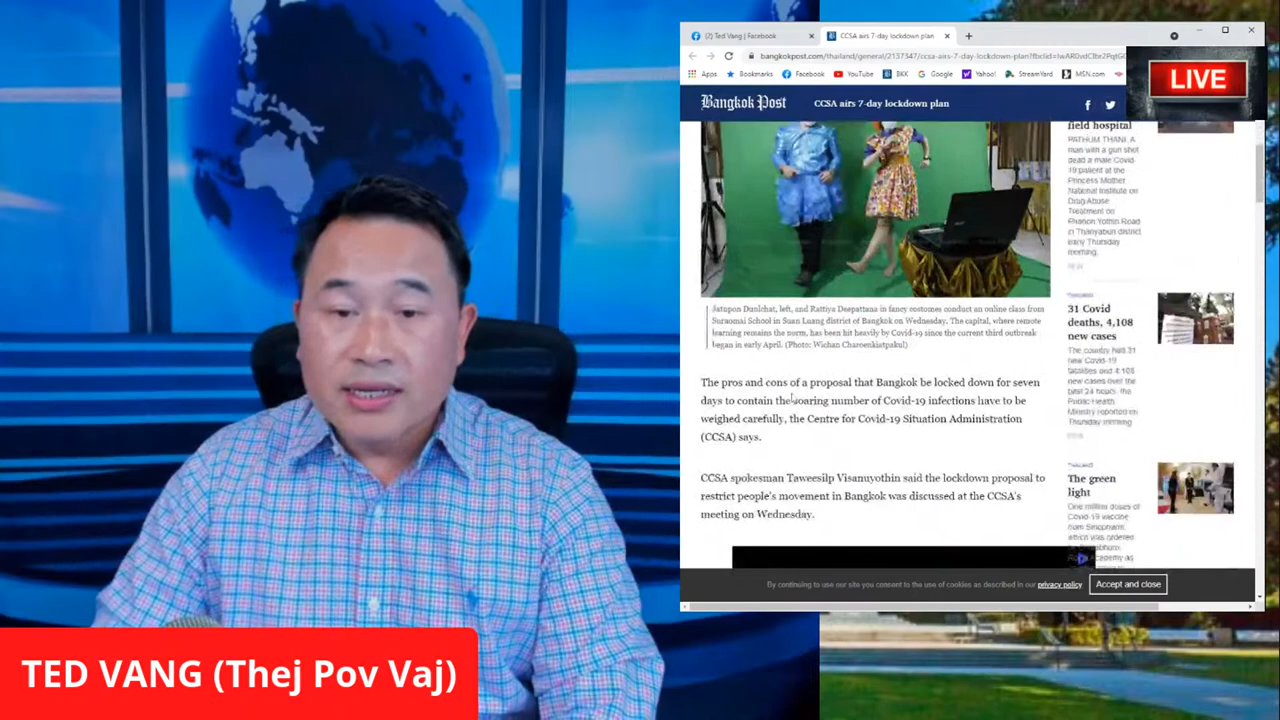 (2) Ted Vang | Facebook
CCSA airs 7-day lockdown plan
Apps
Bookmarks
Facebook
YouTube
BKK
Google
Yahoo!
StreamYard
MSN.com
LIVE
Bangkok Post
CCSA airs 7-day lockdown plan
Jatupon Dunlchat, left, and Rattiya Deepattana in fancy costumes conduct an online class from
Suraomai School in Suan Luang district of Bangkok on Wednesday. The capital, where remote
learning remains the norm, has been hit heavily by Covid-19 since the current third outbreak
began in early April. (Photo: Wichan Charoenkiatpakul)
The pros and cons of a proposal that Bangkok be locked down for seven
days to contain the soaring number of Covid-19 infections have to be
weighed carefully, the Centre for Covid-19 Situation Administration
(CCSA) says.
CCSA spokesman Taweesilp Visanuyothin said the lockdown proposal to
restrict people's movement in Bangkok was discussed at the CCSA's
meeting on Wednesday.
field hospital
PATHUM THANI: A
man with a gun shot
dead a male Covid-
19 patient at the
Princess Mother
National Institute on
Drug Abuse
Treatment on
Phahon Yothin Road
in Thanyaburi district
early Thursday
morning.
31 Covid
deaths, 4,108
new cases
The country had 31
new Covid-19
fatalities and 4,108
new cases over the
past 24 hours, the
Public Health
Ministry reported on
Thursday morning
The green
light
One million doses of
Covid-19 vaccine
from Sinopharm,
which was ordered
Academy as
By continuing to use our site you consent to the use of cookies as described in our privacy policy
Accept and close
TED VANG (Thej Pov Vaj)